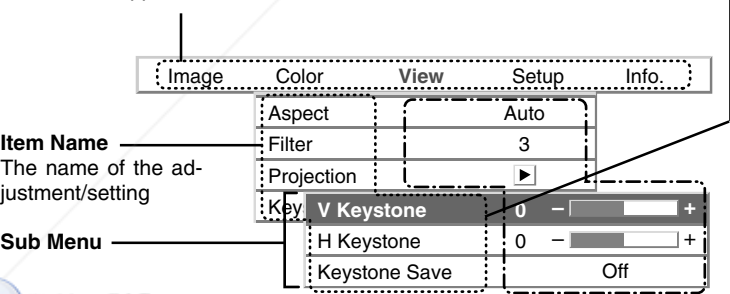 Image Color View Setup Info.
Aspect Auto
Item Name
Filter 3
The name of the ad-
justment/setting
Projection
Key
V Keystone 0 − +
Sub Menu
H Keystone 0 − +
Keystone Save Off